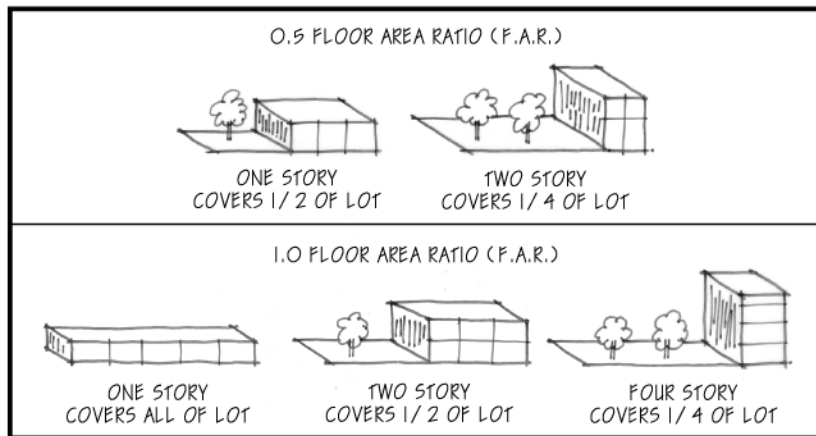 0.5 FLOOR AREA RATIO (F.A.R.)
ONE STORY
COVERS 1/2 OF LOT
TWO STORY
COVERS 1/4 OF LOT
1.0 FLOOR AREA RATIO (F.A.R.)
ONE STORY
COVERS ALL OF LOT
TWO STORY
COVERS 1/2 OF LOT
FOUR STORY
COVERS 1/4 OF LOT